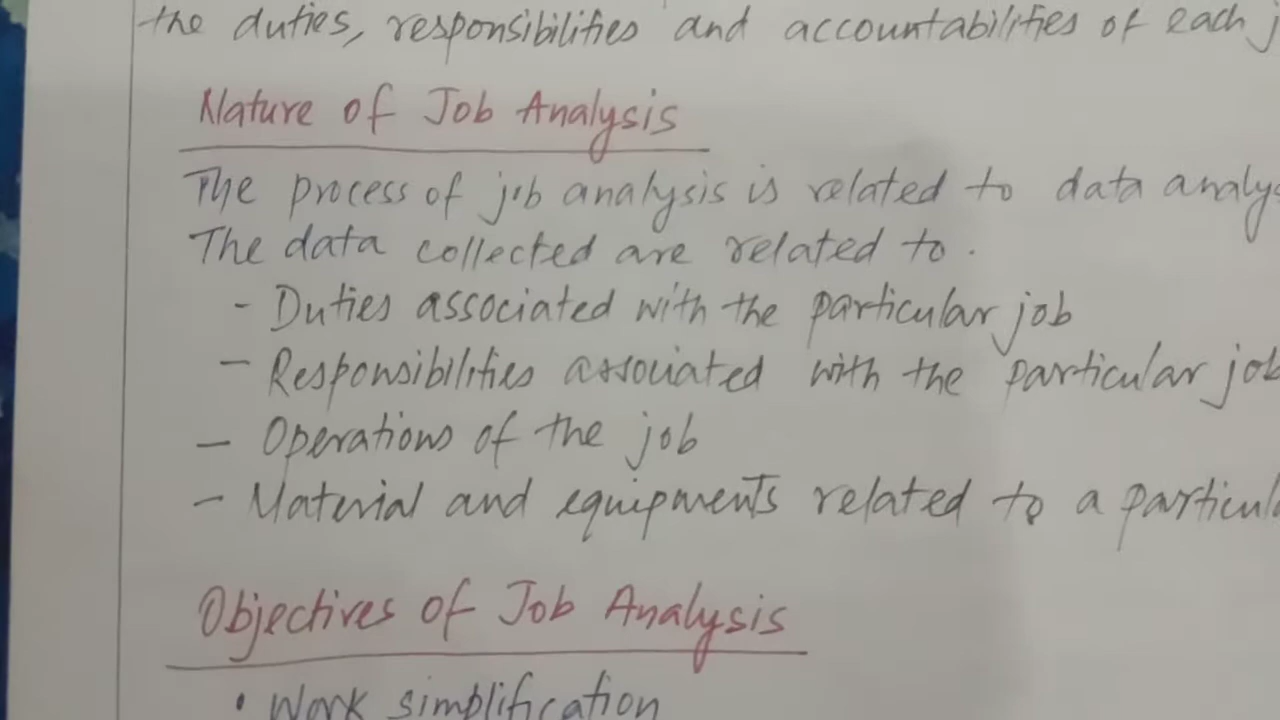 the duties, responsibilities and accountabilities of each j
Nature of Job Analysis
The process of job analysis is related to data analys
The data collected are related to.
- Duties associated with the particular job
- Responsibilities associated with the particular job
- Operations of the job
- Material and equipments related to a particul
Objectives of Job Analysis
• Work simplification